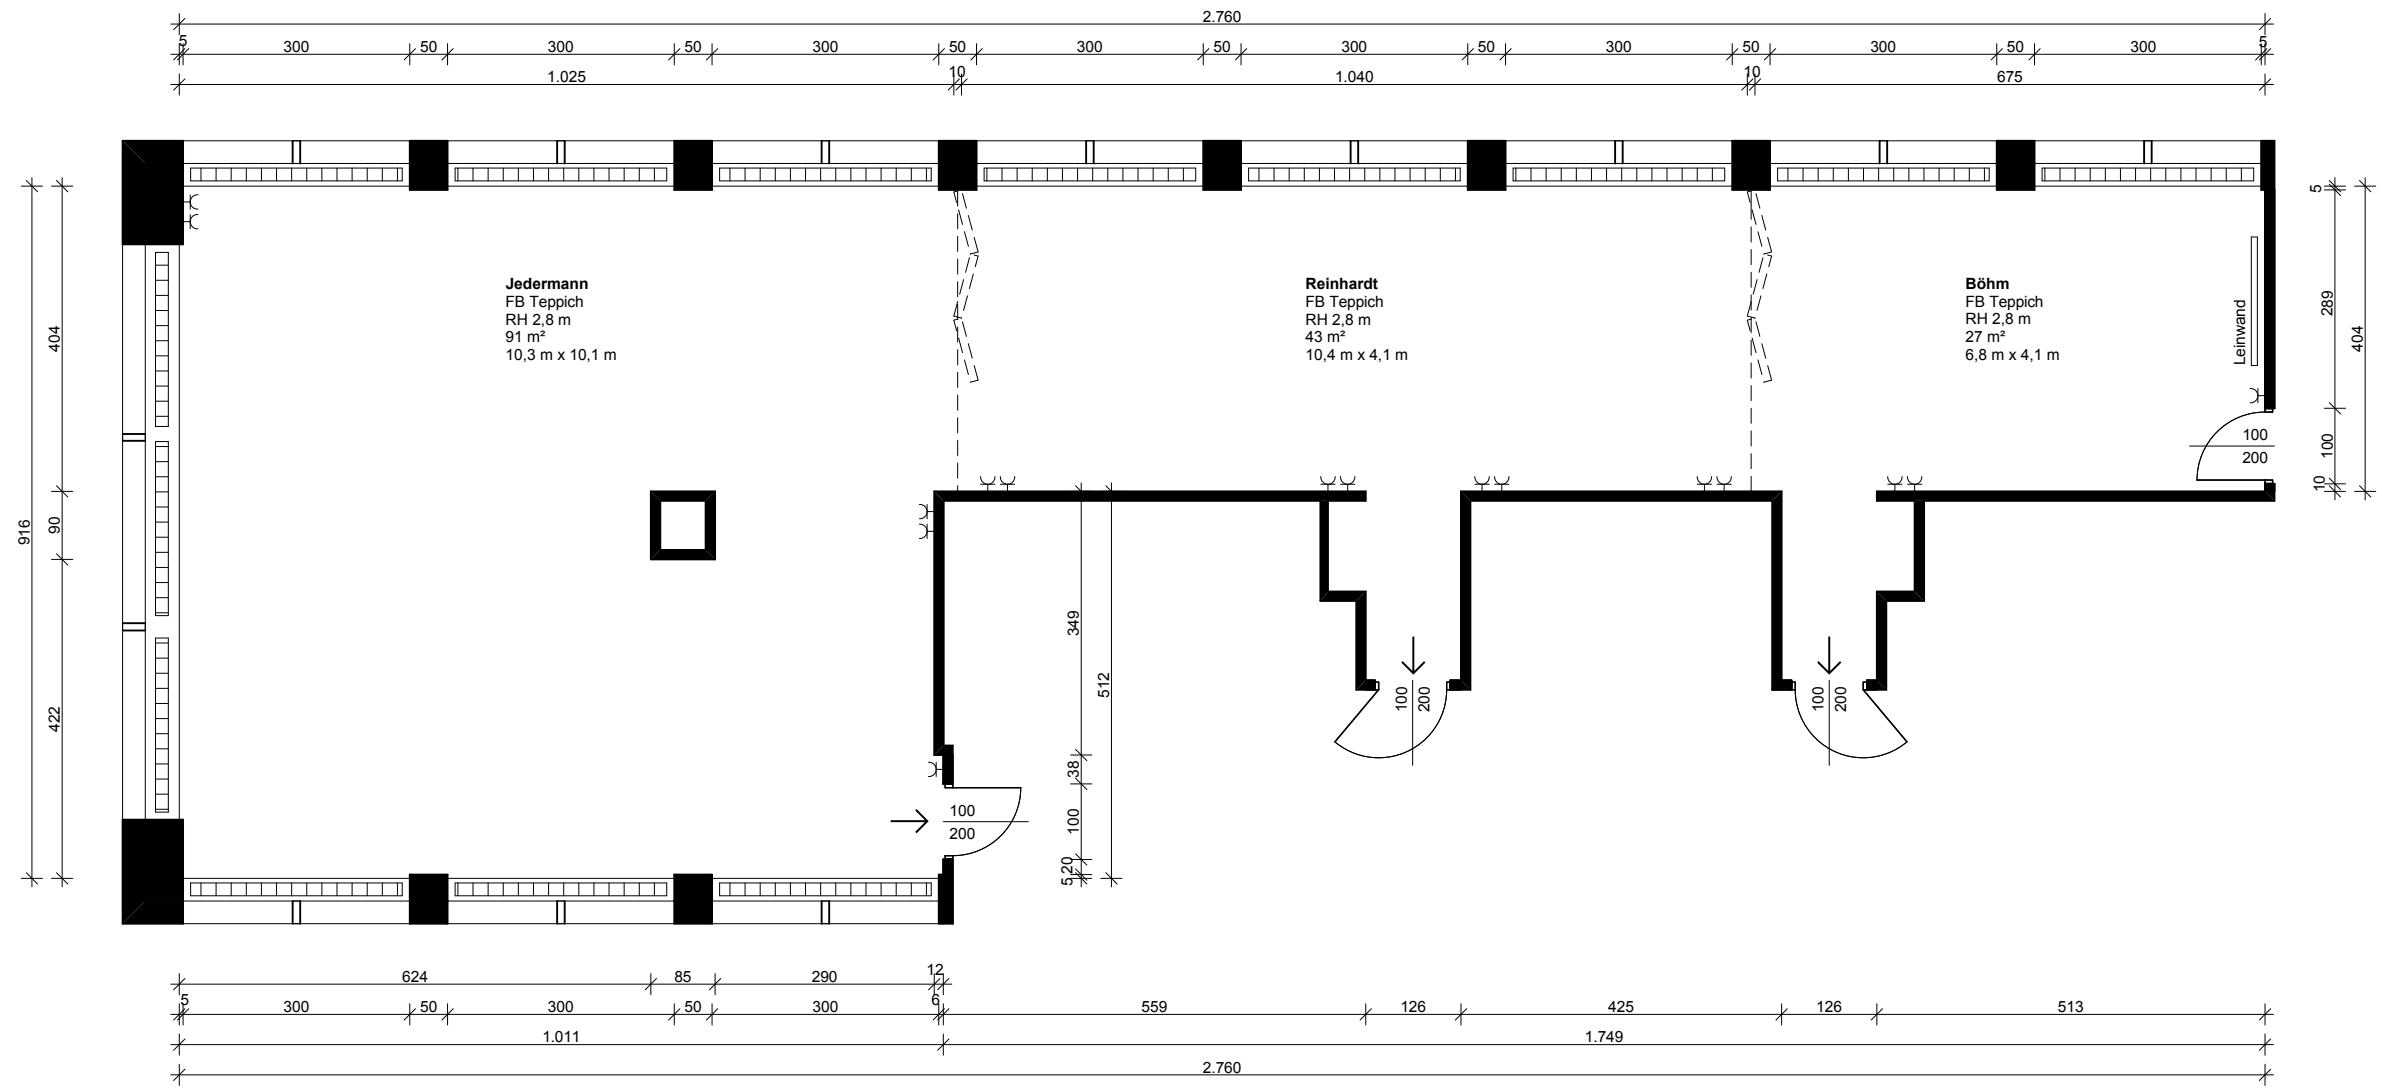 2.760
5 300 50 300 50 300 50 300 50 300 50 300 50 300 50 300 5
1.025 10 1.040 10 675
Jedermann
FB Teppich
RH 2,8 m
91 m²
10,3 m x 10,1 m
Reinhardt
FB Teppich
RH 2,8 m
43 m²
10,4 m x 4,1 m
Böhm
FB Teppich
RH 2,8 m
27 m²
6,8 m x 4,1 m
Leinwand
100
200
5 289 100 10
404
916
404 90 422
349 38 100 20 5
512
100
200
100
200
100
200
624 85 290 12
5 300 50 300 50 300 6 559 126 425 126 513
1.011 1.749
2.760